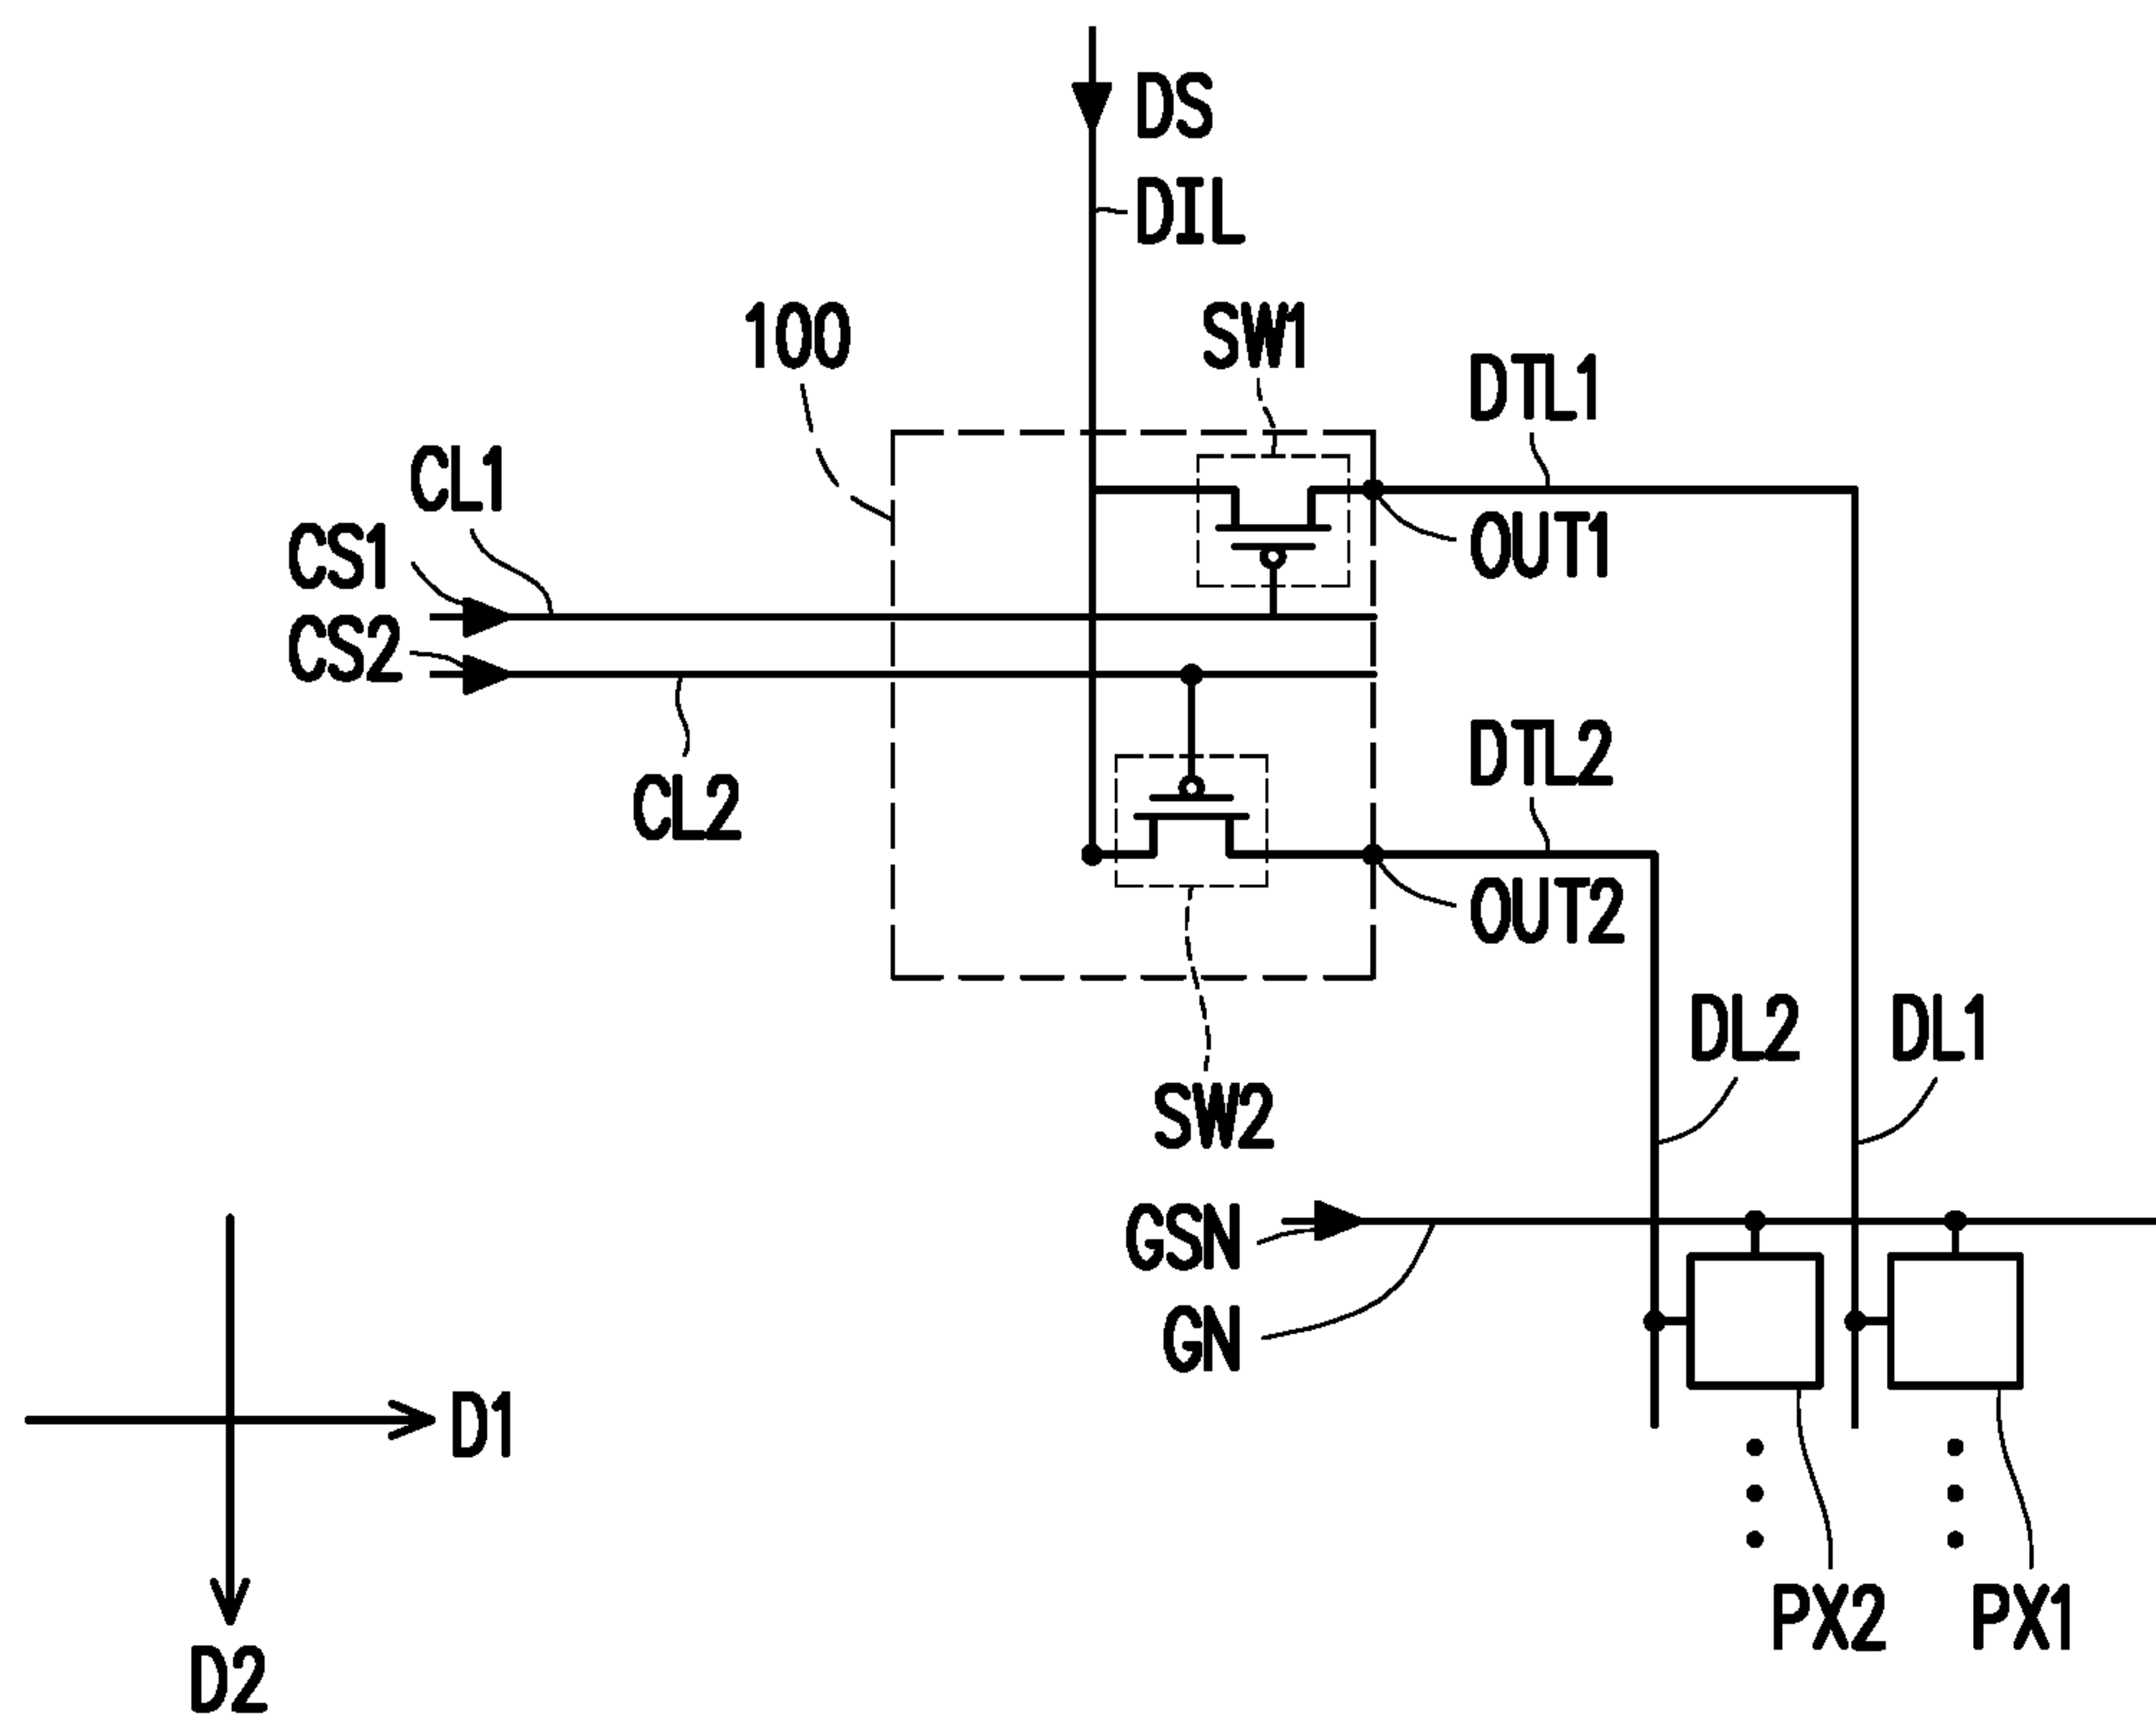 DS
DIL
100
SW1
DTL1
CL1
CS1
OUT1
CS2
DTL2
CL2
OUT2
DL2
DL1
SW2
GSN
GN
D1
PX2
PX1
D2